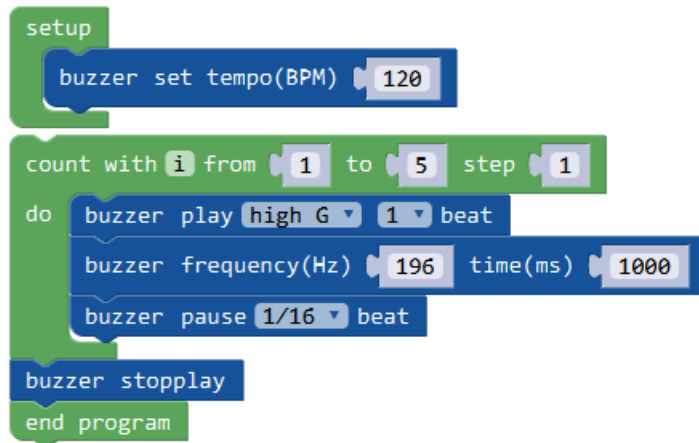 setup
buzzer set tempo(BPM) 120
count with i from 1 to 5 step 1
do buzzer play high G 1 beat
buzzer frequency(Hz) 196 time(ms) 1000
buzzer pause 1/16 beat
buzzer stopplay
end program